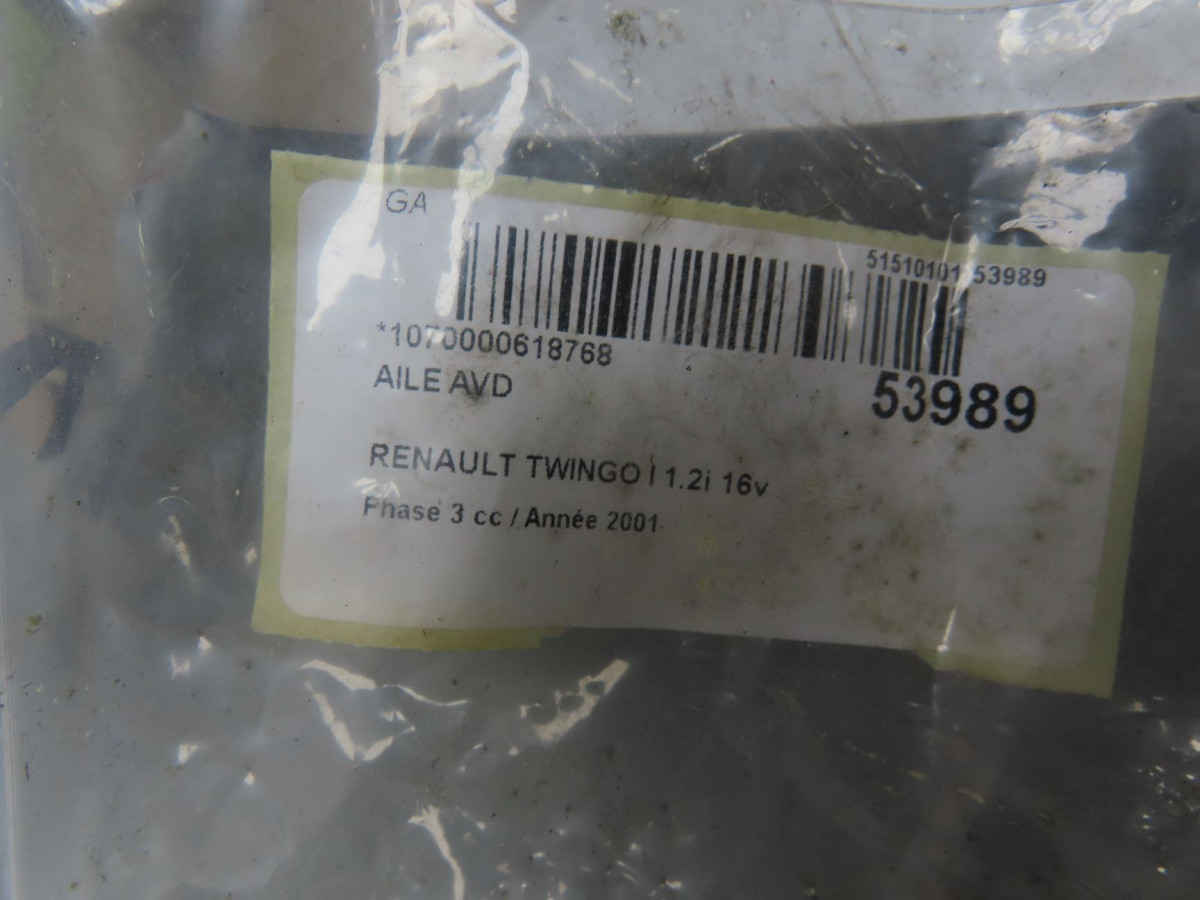 GA
51510101 53989
*1070000618768
AILE AVD
53989
RENAULT TWINGO I 1.2i 16v
Phase 3 cc / Année 2001